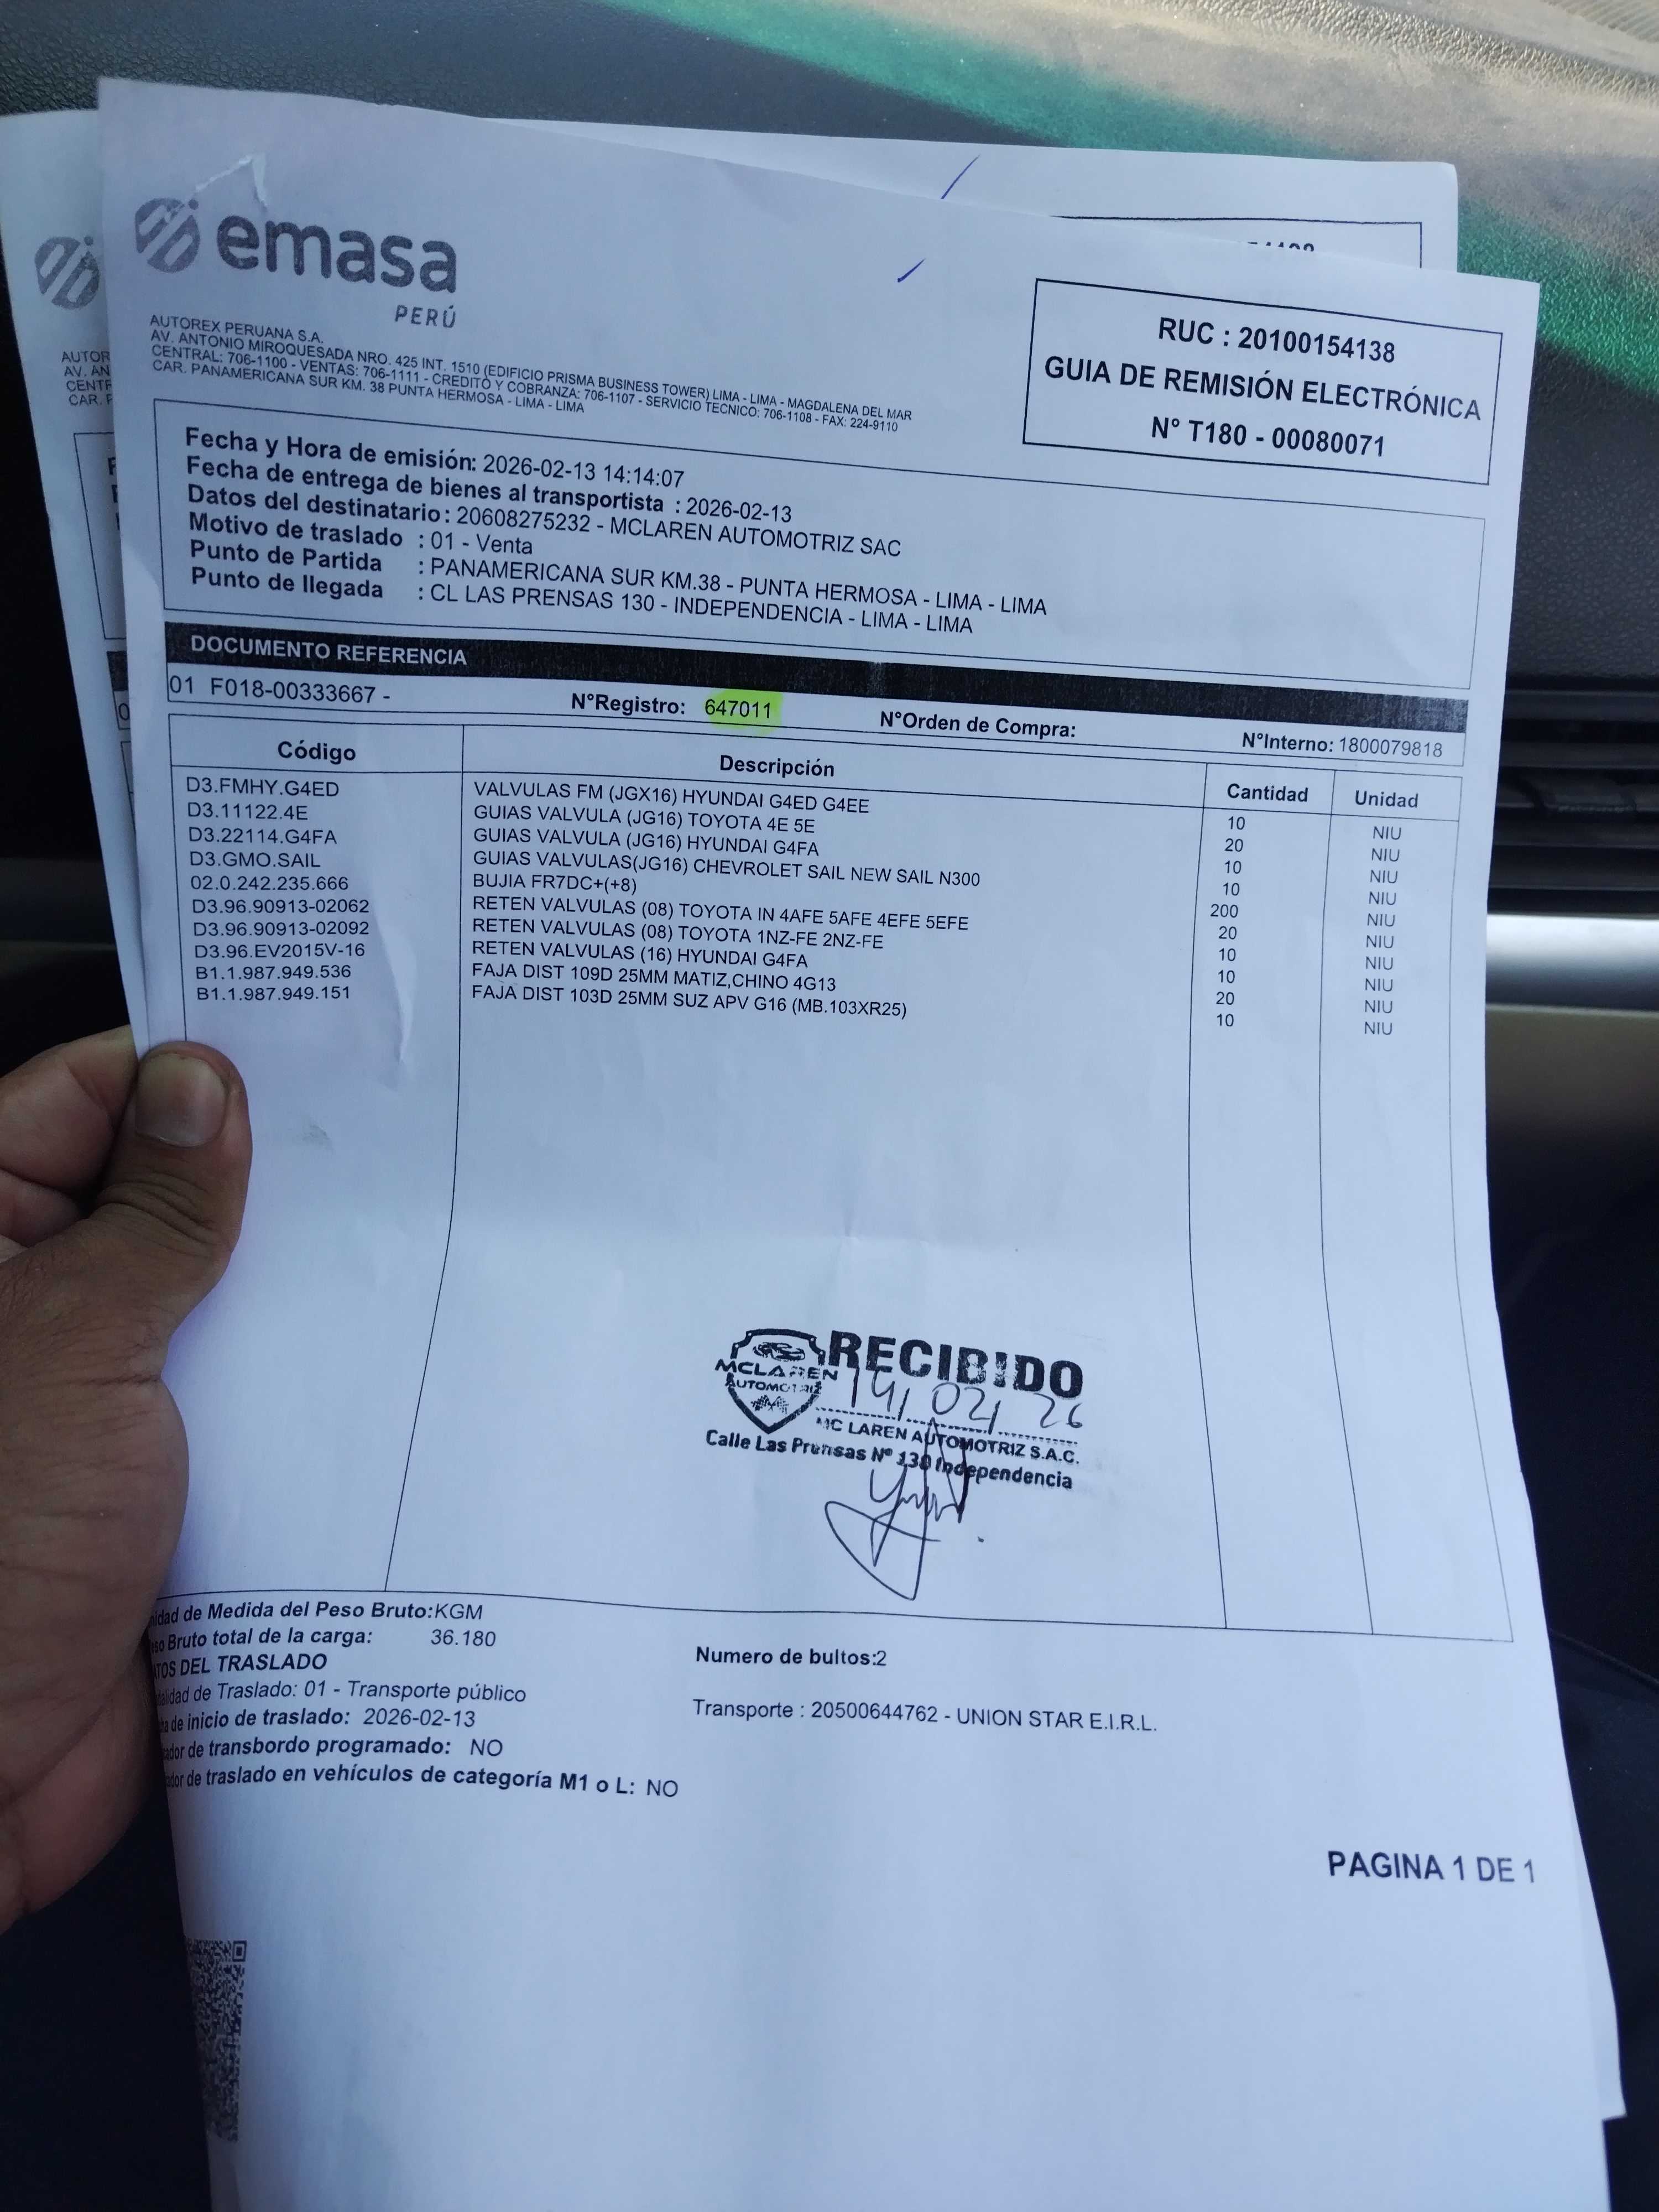 emasa
PERÚ
AUTOREX PERUANA S.A.
AV. ANTONIO MIROQUESADA NRO. 425 INT. 1510 (EDIFICIO PRISMA BUSINESS TOWER) LIMA - LIMA - MAGDALENA DEL MAR
CENTRAL: 706-1100 - VENTAS: 706-1111 - CREDITO Y COBRANZA: 706-1107 - SERVICIO TECNICO: 706-1108 - FAX: 224-9110
CAR. PANAMERICANA SUR KM. 38 PUNTA HERMOSA - LIMA - LIMA
RUC : 20100154138
GUIA DE REMISIÓN ELECTRÓNICA
N° T180 - 00080071
Fecha y Hora de emisión: 2026-02-13 14:14:07
Fecha de entrega de bienes al transportista : 2026-02-13
Datos del destinatario : 20608275232 - MCLAREN AUTOMOTRIZ SAC
Motivo de traslado : 01 - Venta
Punto de Partida : PANAMERICANA SUR KM.38 - PUNTA HERMOSA - LIMA - LIMA
Punto de llegada : CL LAS PRENSAS 130 - INDEPENDENCIA - LIMA - LIMA
DOCUMENTO REFERENCIA
01 F018-00333667 - N°Registro: 647011 N°Orden de Compra: N°Interno: 1800079818
Código Descripción Cantidad Unidad
D3.FMHY.G4ED VALVULAS FM (JGX16) HYUNDAI G4ED G4EE 10 NIU
D3.11122.4E GUIAS VALVULA (JG16) TOYOTA 4E 5E 20 NIU
D3.22114.G4FA GUIAS VALVULA (JG16) HYUNDAI G4FA 10 NIU
D3.GMO.SAIL GUIAS VALVULAS(JG16) CHEVROLET SAIL NEW SAIL N300 10 NIU
02.0.242.235.666 BUJIA FR7DC+(+8) 200 NIU
D3.96.90913-02062 RETEN VALVULAS (08) TOYOTA IN 4AFE 5AFE 4EFE 5EFE 20 NIU
D3.96.90913-02092 RETEN VALVULAS (08) TOYOTA 1NZ-FE 2NZ-FE 10 NIU
D3.96.EV2015V-16 RETEN VALVULAS (16) HYUNDAI G4FA 10 NIU
B1.1.987.949.536 FAJA DIST 109D 25MM MATIZ,CHINO 4G13 20 NIU
B1.1.987.949.151 FAJA DIST 103D 25MM SUZ APV G16 (MB.103XR25) 10 NIU
MCLAREN
AUTOMOTRIZ
RECIBIDO
14/02/26
MC LAREN AUTOMOTRIZ S.A.C.
Calle Las Prensas Nº 130 Independencia
idad de Medida del Peso Bruto:KGM
so Bruto total de la carga: 36.180
Numero de bultos:2
TOS DEL TRASLADO
alidad de Traslado: 01 - Transporte público
Transporte : 20500644762 - UNION STAR E.I.R.L.
ha de inicio de traslado: 2026-02-13
ador de transbordo programado: NO
ador de traslado en vehículos de categoría M1 o L: NO
PAGINA 1 DE 1
AUTOR
AV. AN
CENTR
CAR. P